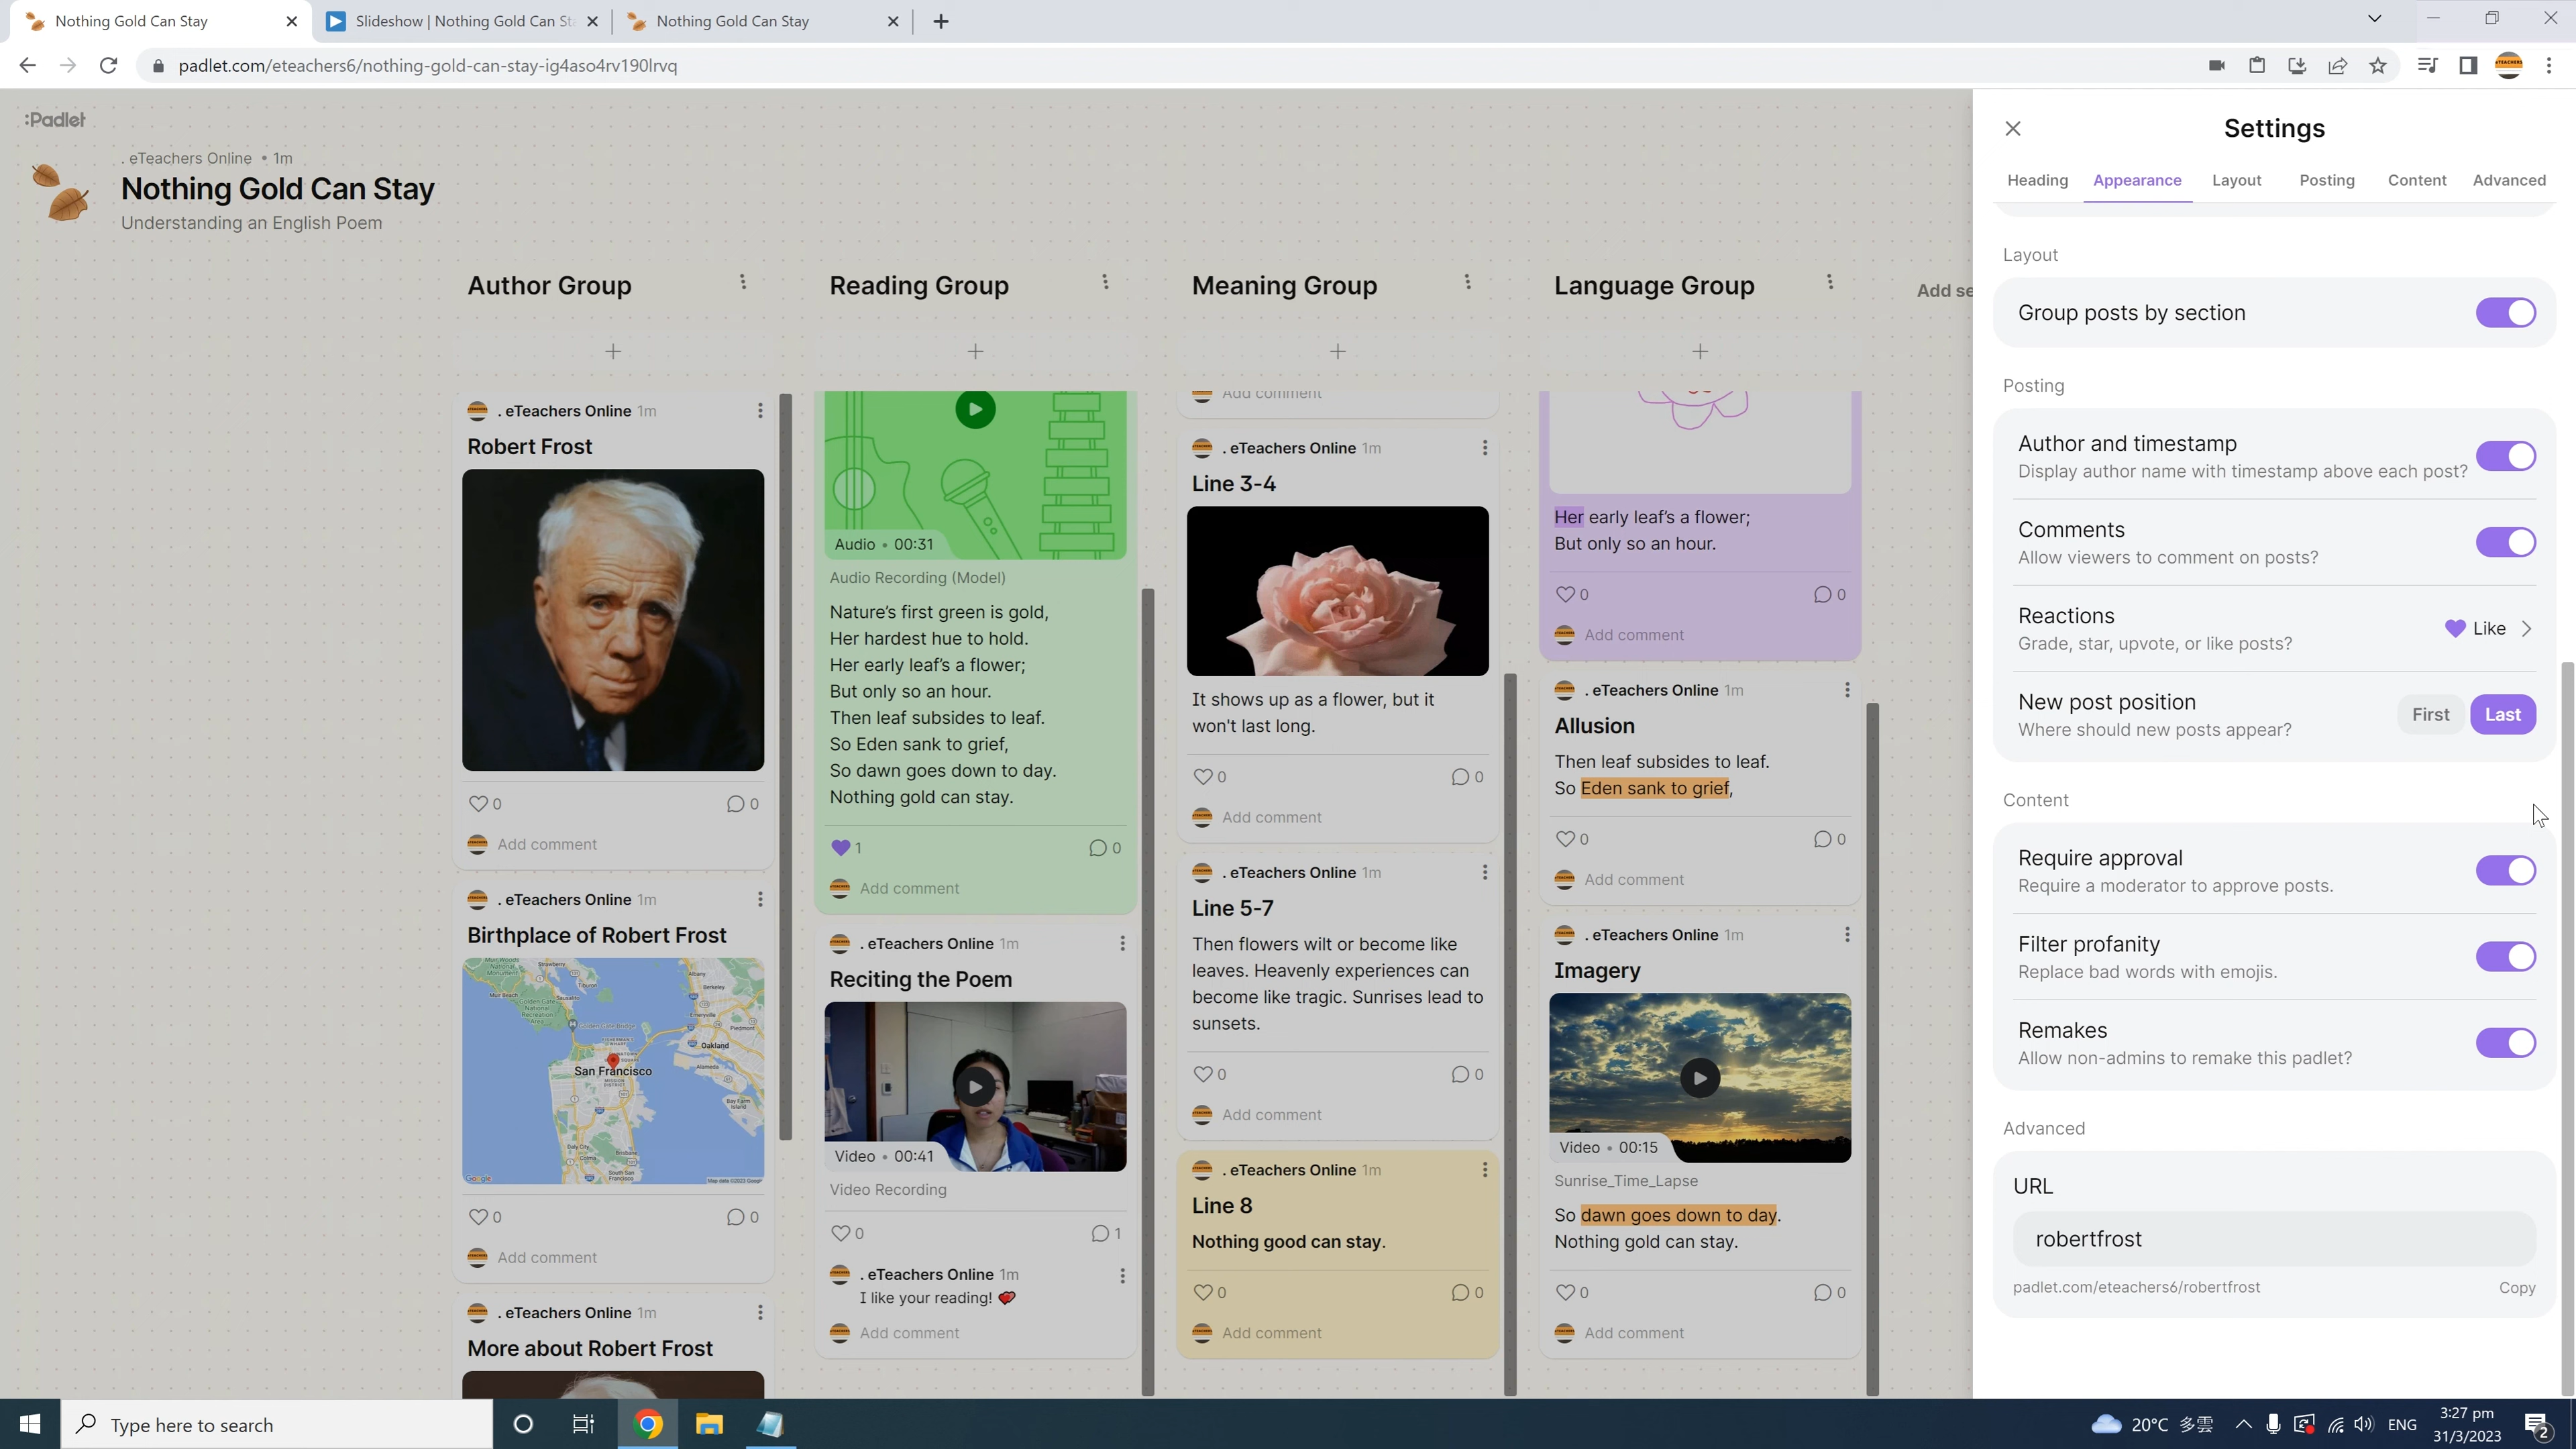 Nothing Gold Can Stay
Slideshow | Nothing Gold Can St
Nothing Gold Can Stay
padlet.com/eteachers6/nothing-gold-can-stay-ig4aso4rv190lrvq
:Padlet
. eTeachers Online • 1m
Nothing Gold Can Stay
Understanding an English Poem
Author Group
. eTeachers Online 1m
Robert Frost
0
0
Add comment
. eTeachers Online 1m
Birthplace of Robert Frost
San Francisco
Oakland
Berkeley
Google
0
0
Add comment
. eTeachers Online 1m
More about Robert Frost
Reading Group
Audio • 00:31
Audio Recording (Model)
Nature's first green is gold,
Her hardest hue to hold.
Her early leaf's a flower;
But only so an hour.
Then leaf subsides to leaf.
So Eden sank to grief,
So dawn goes down to day.
Nothing gold can stay.
1
0
Add comment
. eTeachers Online 1m
Reciting the Poem
Video • 00:41
Video Recording
0
1
. eTeachers Online 1m
I like your reading!
Add comment
Meaning Group
Add comment
. eTeachers Online 1m
Line 3-4
It shows up as a flower, but it
won't last long.
0
0
Add comment
. eTeachers Online 1m
Line 5-7
Then flowers wilt or become like
leaves. Heavenly experiences can
become like tragic. Sunrises lead to
sunsets.
0
0
Add comment
. eTeachers Online 1m
Line 8
Nothing good can stay.
0
0
Add comment
Language Group
Her early leaf's a flower;
But only so an hour.
0
0
Add comment
. eTeachers Online 1m
Allusion
Then leaf subsides to leaf.
So Eden sank to grief,
0
0
Add comment
. eTeachers Online 1m
Imagery
Video • 00:15
Sunrise_Time_Lapse
So dawn goes down to day.
Nothing gold can stay.
0
0
Add comment
Add se
Settings
Heading Appearance Layout Posting Content Advanced
Layout
Group posts by section
Posting
Author and timestamp
Display author name with timestamp above each post?
Comments
Allow viewers to comment on posts?
Reactions
Grade, star, upvote, or like posts?
Like
New post position
Where should new posts appear?
First Last
Content
Require approval
Require a moderator to approve posts.
Filter profanity
Replace bad words with emojis.
Remakes
Allow non-admins to remake this padlet?
Advanced
URL
robertfrost
padlet.com/eteachers6/robertfrost
Copy
Type here to search
20°C 多雲
ENG
3:27 pm
31/3/2023
2